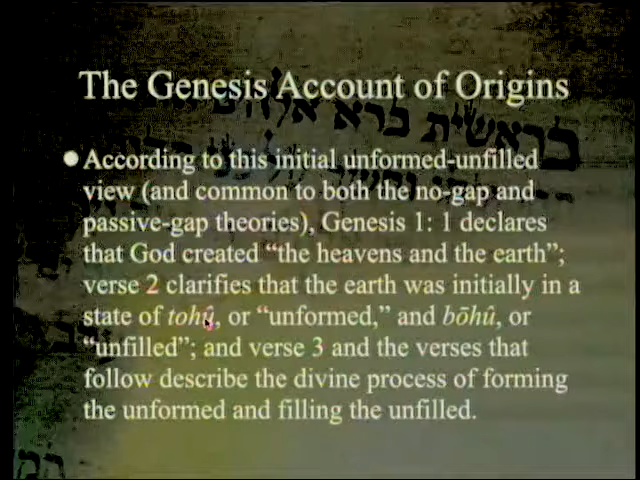 The Genesis Account of Origins
בראשית ברא אלהים
According to this initial unformed-unfilled
view (and common to both the no-gap and
passive-gap theories), Genesis 1: 1 declares
that God created “the heavens and the earth”;
verse 2 clarifies that the earth was initially in a
state of tohû, or “unformed,” and bōhû, or
“unfilled”; and verse 3 and the verses that
follow describe the divine process of forming
the unformed and filling the unfilled.